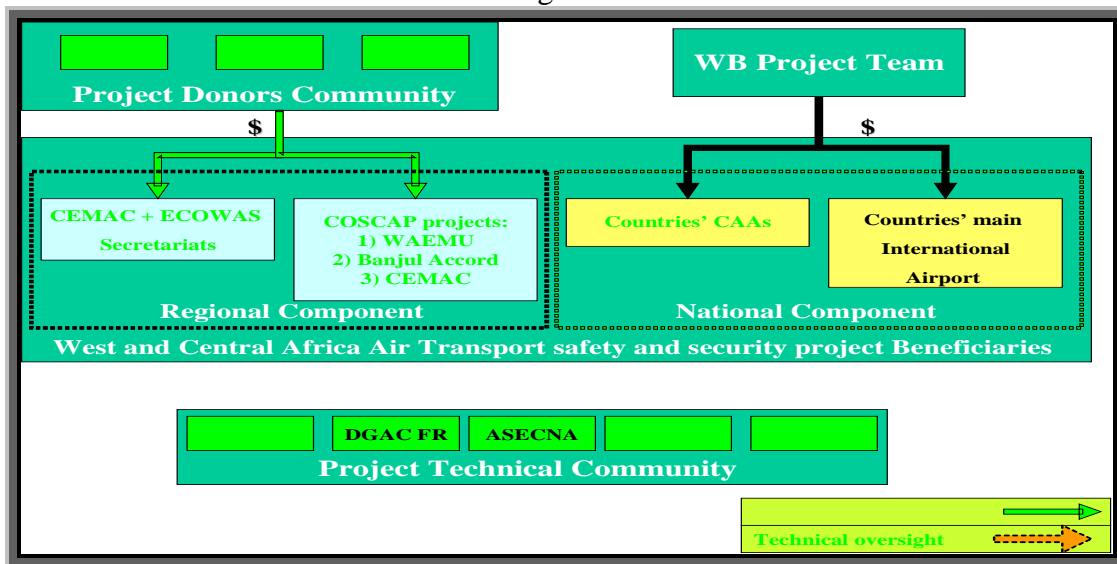 WB Project Team
Project Donors Community
$
$
CEMAC + ECOWAS
Secretariats
COSCAP projects:
1) WAEMU
2) Banjul Accord
3) CEMAC
Countries' CAAs
Countries' main
International
Airport
Regional Component
National Component
West and Central Africa Air Transport safety and security project Beneficiaries
DGAC FR
ASECNA
Project Technical Community
Technical oversight